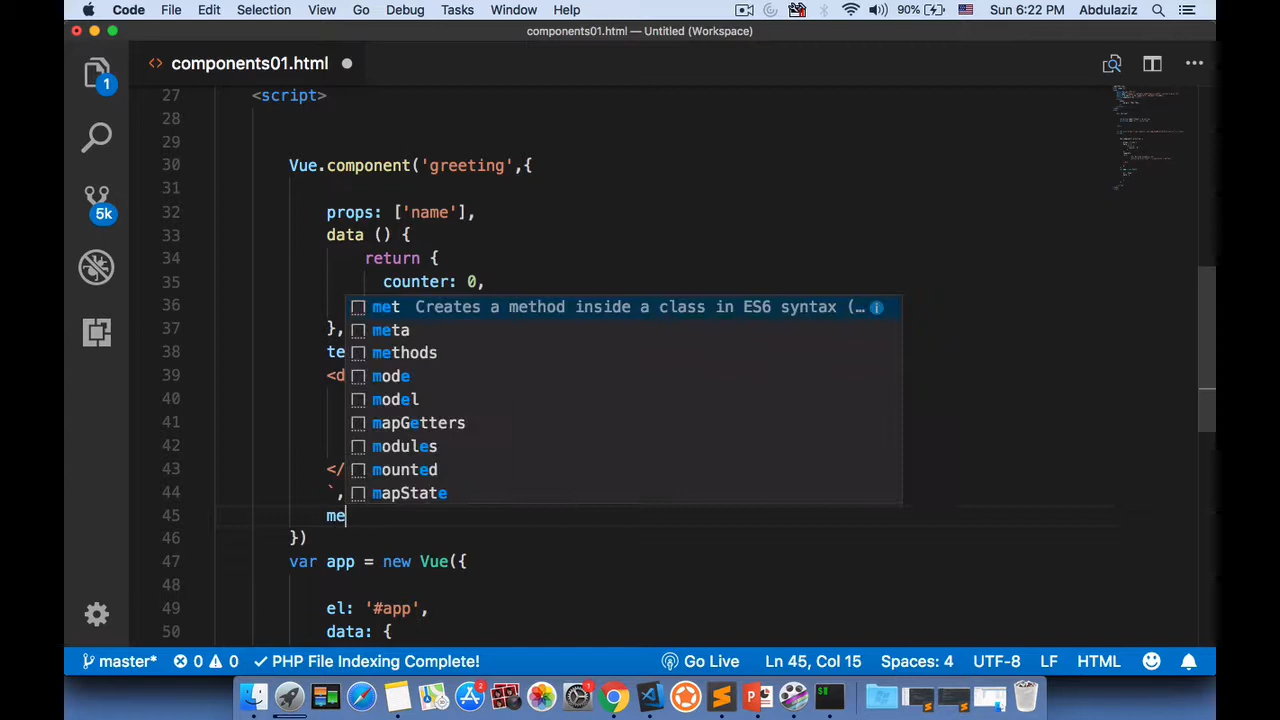 Code File Edit Selection View Go Debug Tasks Window Help 90% Sun 6:22 PM Abdulaziz
components01.html — Untitled (Workspace)
1
<> components01.html
27 <script>
28
29
30 Vue.component('greeting',{
31
32 props: ['name'],
33 data () {
34 return {
35 counter: 0,
36
37 },
38 te
39 <d
40
41
42
43 </
44 `,
45 me
46 })
47 var app = new Vue({
48
49 el: '#app',
50 data: {
met Creates a method inside a class in ES6 syntax (…
meta
methods
mode
model
mapGetters
modules
mounted
mapState
5k
master* 0 0 PHP File Indexing Complete! Go Live Ln 45, Col 15 Spaces: 4 UTF-8 LF HTML
2